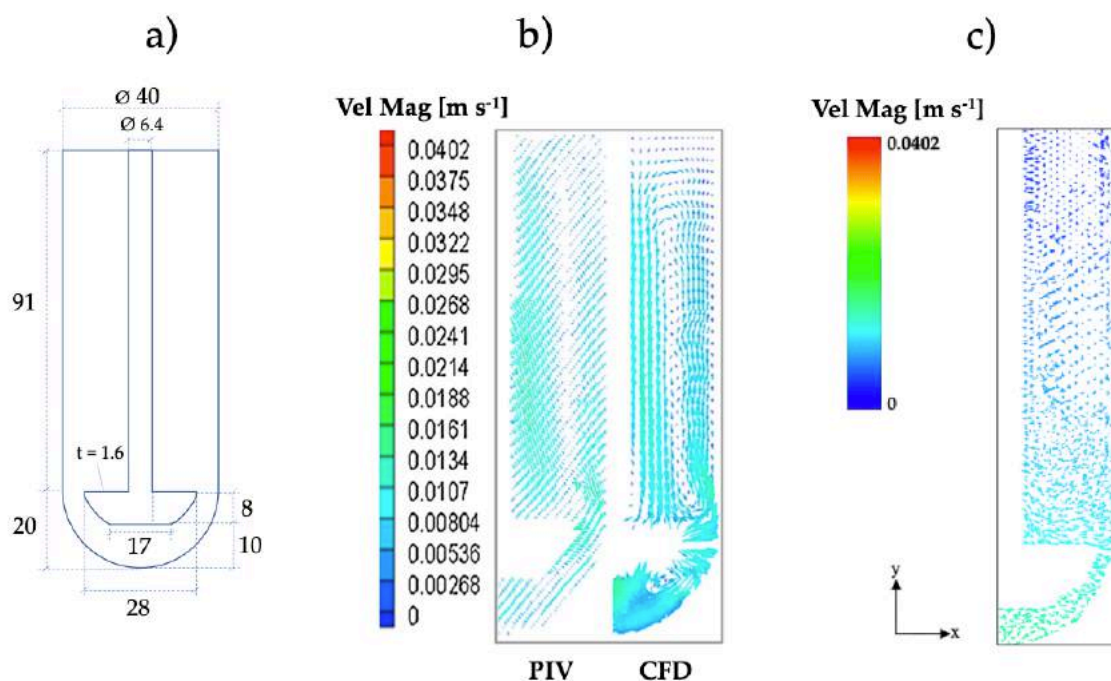 a)
Ø 40
Ø 6.4
91
t = 1.6
20
8
10
17
28
b)
Vel Mag [m s⁻¹]
0.0402
0.0375
0.0348
0.0322
0.0295
0.0268
0.0241
0.0214
0.0188
0.0161
0.0134
0.0107
0.00804
0.00536
0.00268
0
PIV CFD
c)
Vel Mag [m s⁻¹]
0.0402
0
y
x